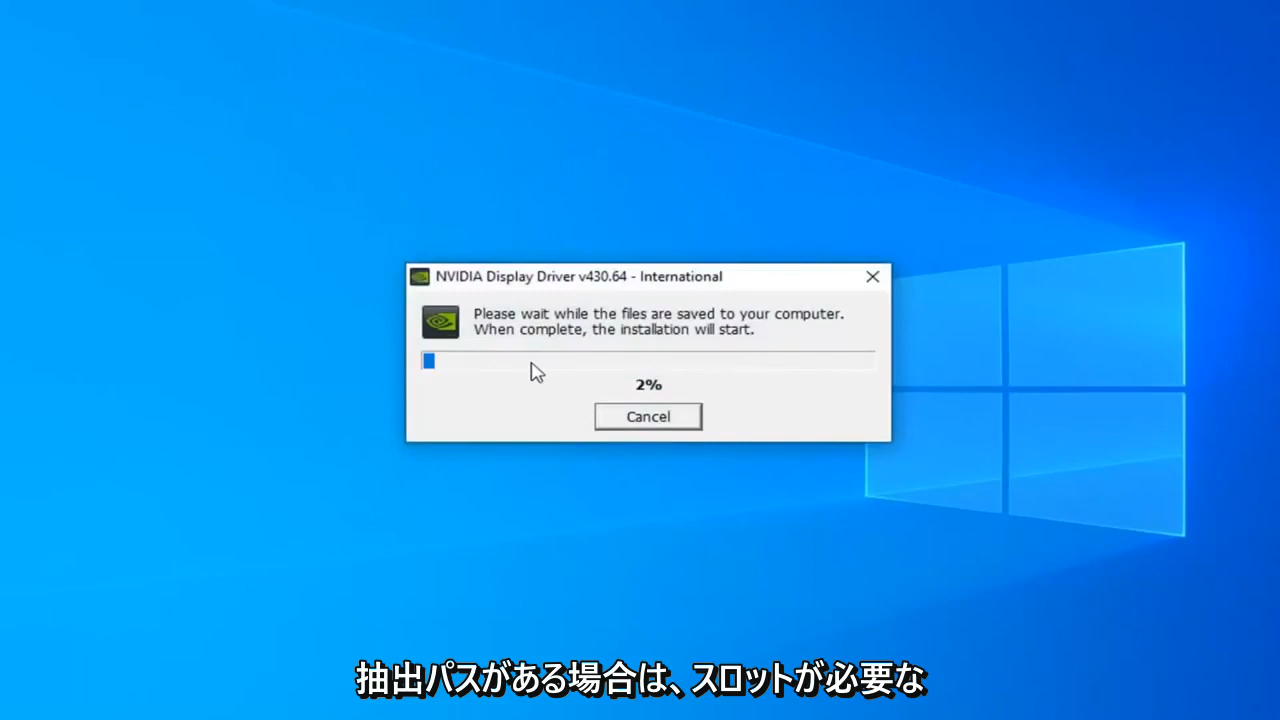 NVIDIA Display Driver v430.64 - International
Please wait while the files are saved to your computer.
When complete, the installation will start.
2%
Cancel
抽出パスがある場合は、スロットが必要な